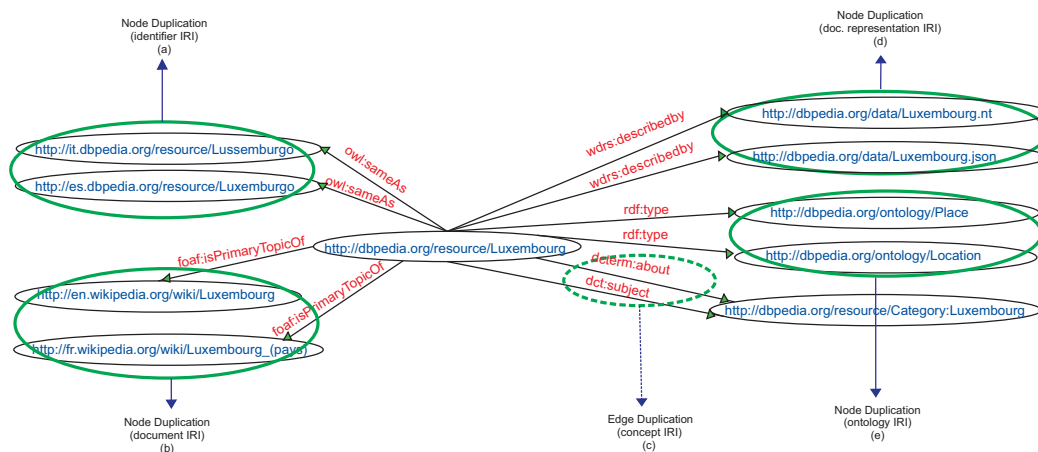 Node Duplication
(identifier IRI)
(a)
Node Duplication
(doc. representation IRI)
(d)
http://it.dbpedia.org/resource/Lussemburgo
http://es.dbpedia.org/resource/Luxemburgo
owl:sameAs
owl:sameAs
wdrs:describedby
wdrs:describedby
http://dbpedia.org/data/Luxembourg.nt
http://dbpedia.org/data/Luxembourg.json
rdf:type
rdf:type
http://dbpedia.org/ontology/Place
http://dbpedia.org/ontology/Location
http://dbpedia.org/resource/Luxembourg
foaf:isPrimaryTopicOf
foaf:isPrimaryTopicOf
http://en.wikipedia.org/wiki/Luxembourg
http://fr.wikipedia.org/wiki/Luxembourg_(pays)
dcterm:about
dct:subject
http://dbpedia.org/resource/Category:Luxembourg
Node Duplication
(document IRI)
(b)
Edge Duplication
(concept IRI)
(c)
Node Duplication
(ontology IRI)
(e)